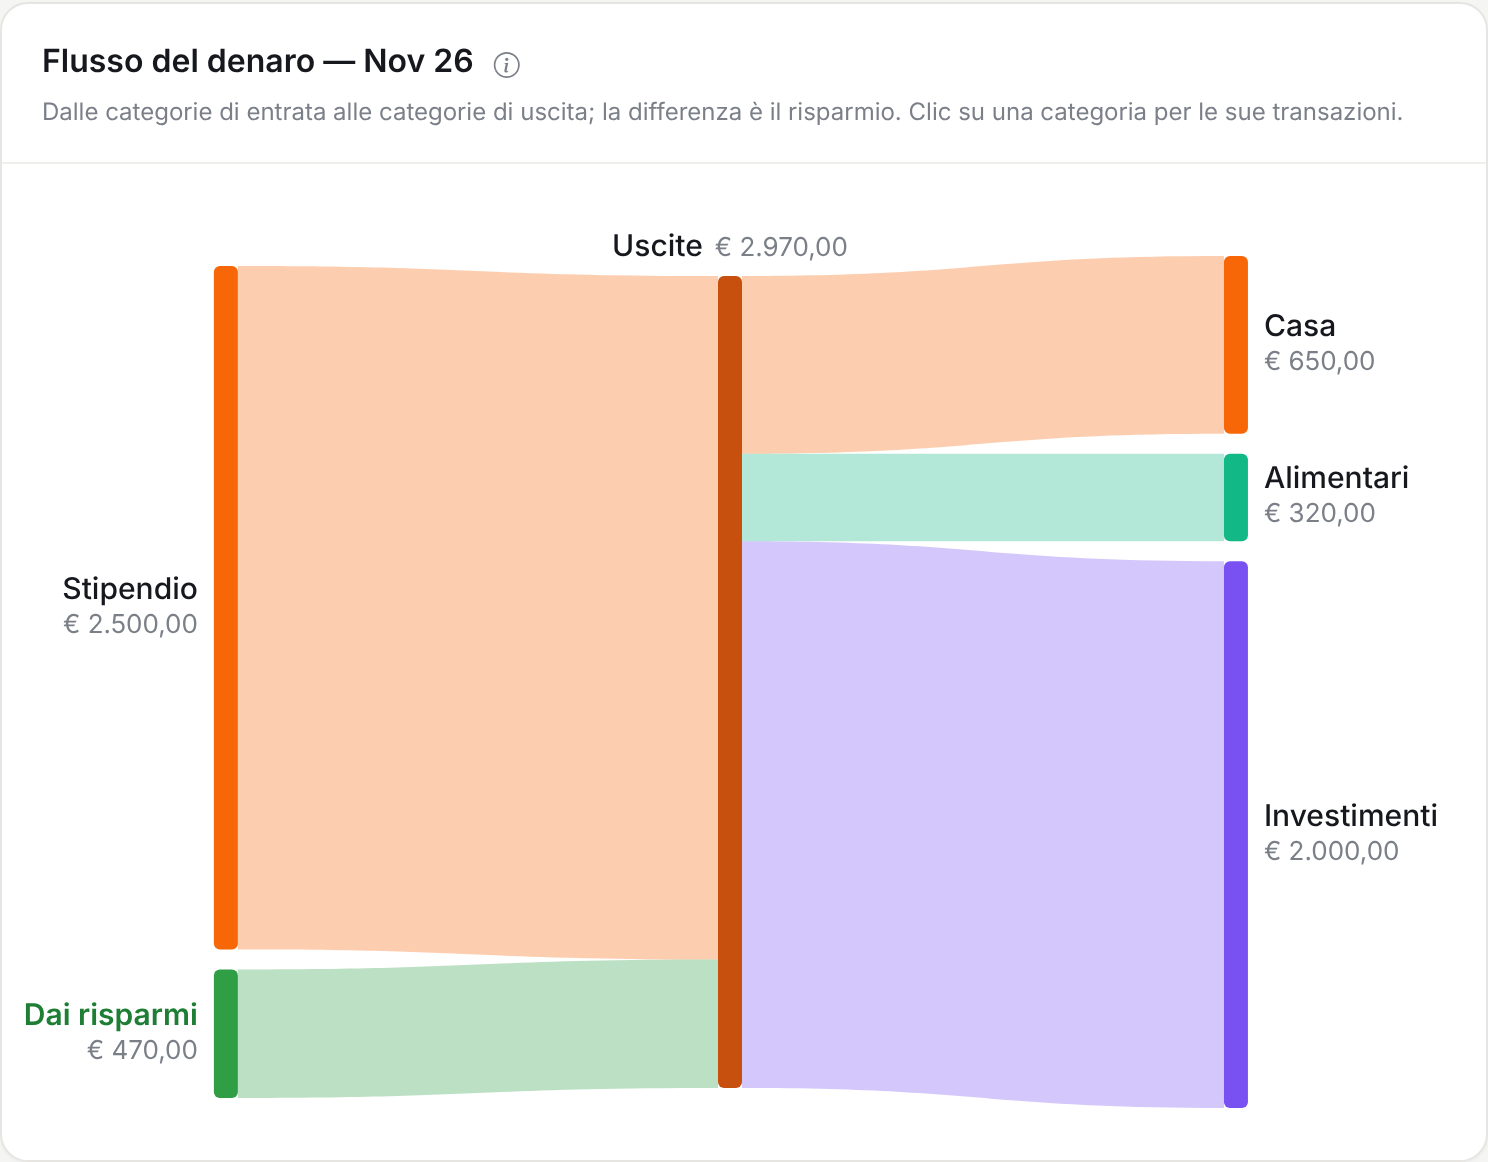 Flusso del denaro — Nov 26
Dalle categorie di entrata alle categorie di uscita; la differenza è il risparmio. Clic su una categoria per le sue transazioni.
Uscite € 2.970,00
Casa
€ 650,00
Alimentari
€ 320,00
Stipendio
€ 2.500,00
Investimenti
€ 2.000,00
Dai risparmi
€ 470,00